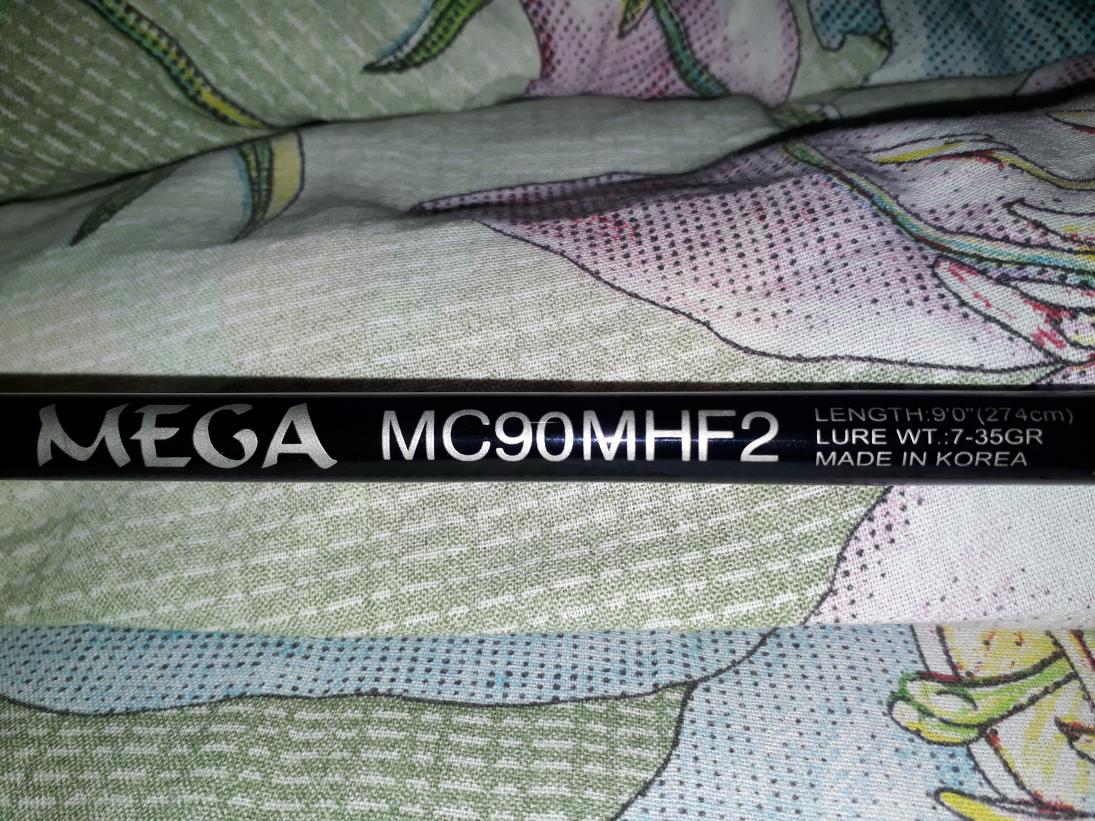 MEGA MC90MHF2
LENGTH:9'0"(274cm)
LURE WT.:7-35GR
MADE IN KOREA